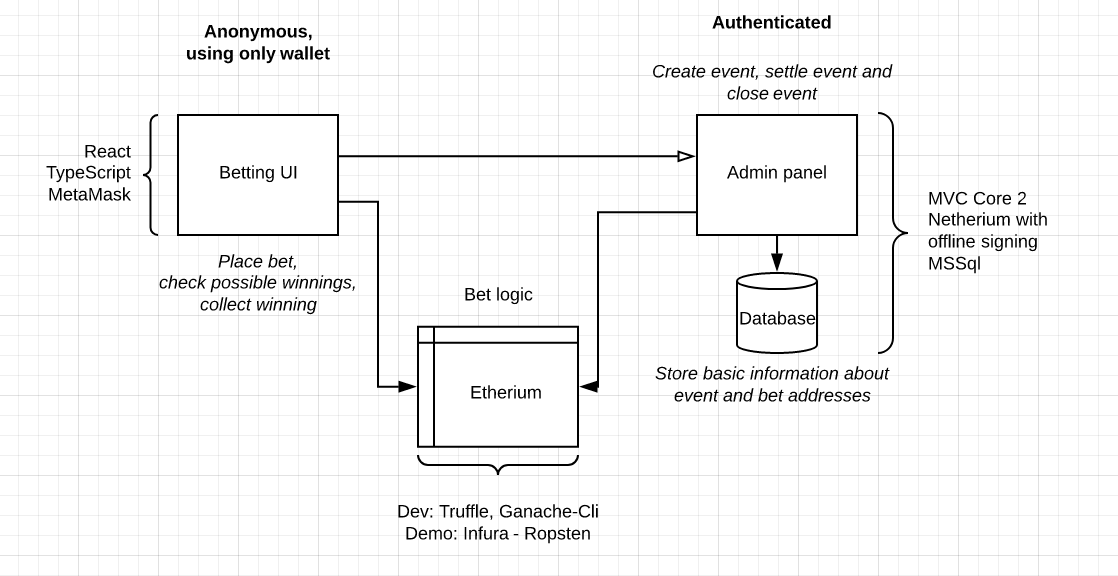 Anonymous,
using only wallet
Authenticated
Create event, settle event and
close event
React
TypeScript
MetaMask
Betting UI
Admin panel
MVC Core 2
Netherium with
offline signing
MSSql
Place bet,
check possible winnings,
collect winning
Bet logic
Database
Etherium
Store basic information about
event and bet addresses
Dev: Truffle, Ganache-Cli
Demo: Infura - Ropsten